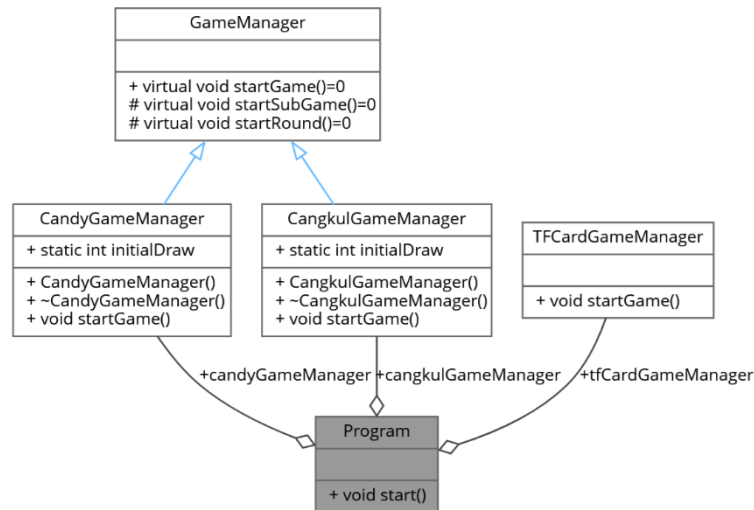 GameManager
+ virtual void startGame()=0
# virtual void startSubGame()=0
# virtual void startRound()=0
CandyGameManager
+ static int initialDraw
+ CandyGameManager()
+ ~CandyGameManager()
+ void startGame()
CangkulGameManager
+ static int initialDraw
+ CangkulGameManager()
+ ~CangkulGameManager()
+ void startGame()
TFCardGameManager
+ void startGame()
+candyGameManager
+cangkulGameManager
+tfCardGameManager
Program
+ void start()